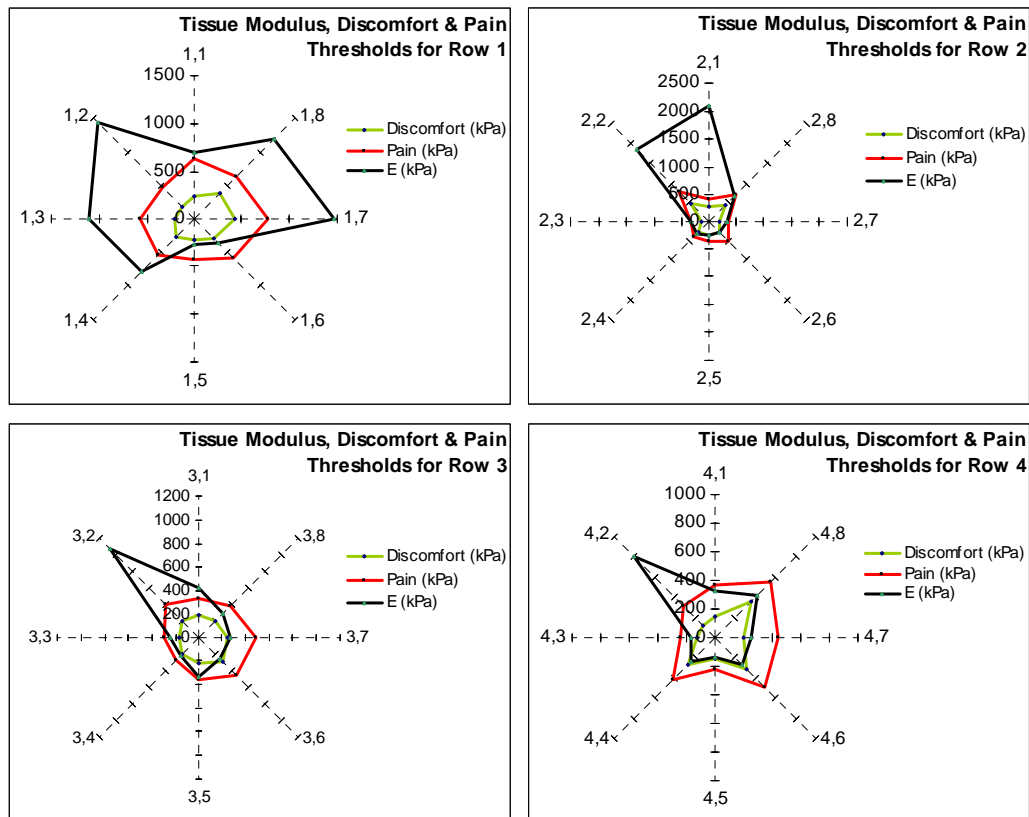 Tissue Modulus, Discomfort & Pain
Thresholds for Row 1
1,1
1500
1000
500
0
1,2
1,8
1,3
1,7
1,4
1,6
1,5
Discomfort (kPa)
Pain (kPa)
E (kPa)
Tissue Modulus, Discomfort & Pain
Thresholds for Row 2
2,1
2500
2000
1500
1000
500
0
2,2
2,8
2,3
2,7
2,4
2,6
2,5
Discomfort (kPa)
Pain (kPa)
E (kPa)
Tissue Modulus, Discomfort & Pain
Thresholds for Row 3
3,1
1200
1000
800
600
400
200
0
3,2
3,8
3,3
3,7
3,4
3,6
3,5
Discomfort (kPa)
Pain (kPa)
E (kPa)
Tissue Modulus, Discomfort & Pain
Thresholds for Row 4
4,1
1000
800
600
400
200
0
4,2
4,8
4,3
4,7
4,4
4,6
4,5
Discomfort (kPa)
Pain (kPa)
E (kPa)